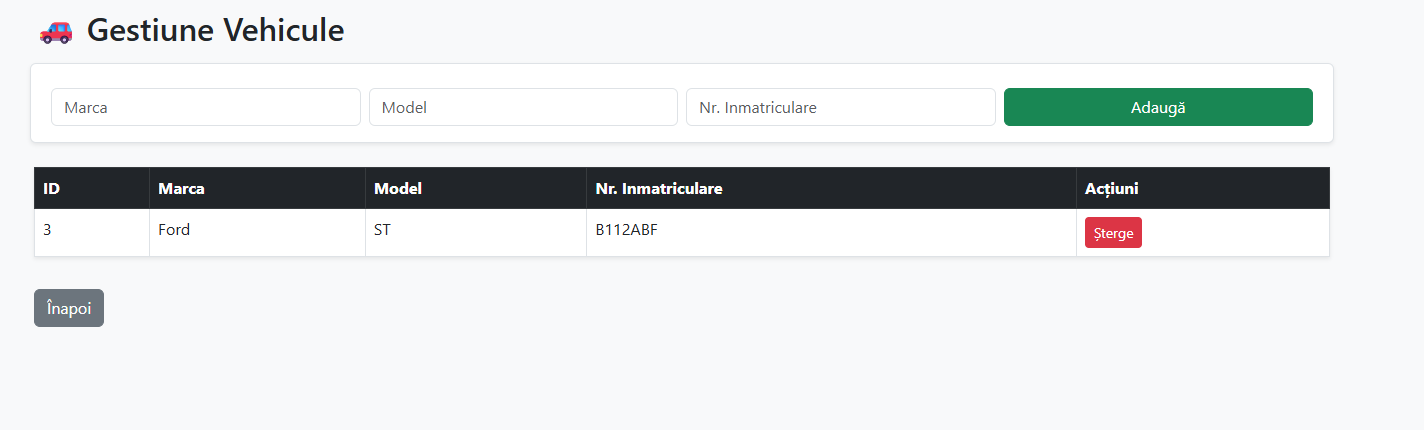 Gestiune Vehicule
Marca Model Nr. Inmatriculare Adaugă
ID Marca Model Nr. Inmatriculare Acțiuni
3 Ford ST B112ABF Șterge
Înapoi